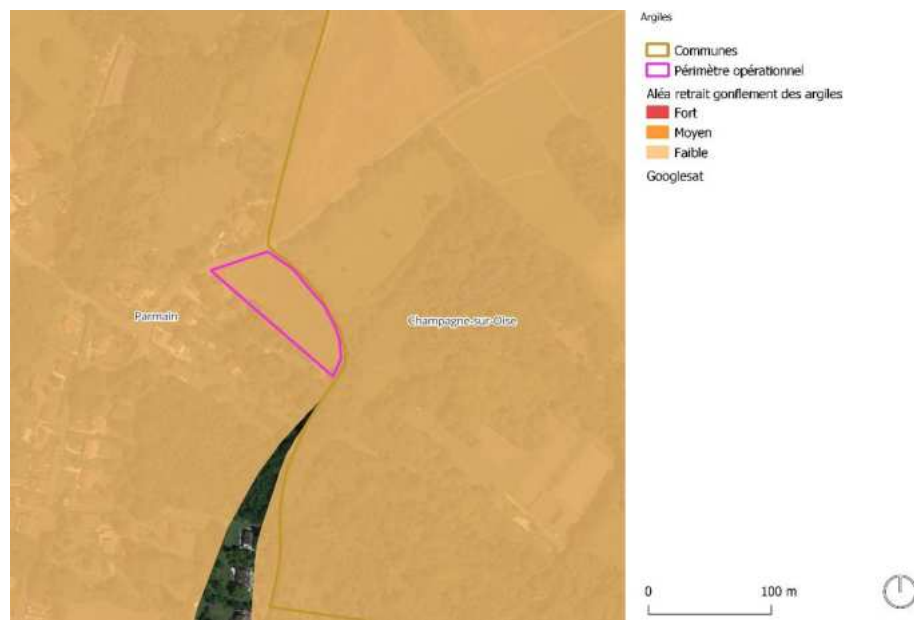 Argiles
Communes
Périmètre opérationnel
Aléa retrait gonflement des argiles
Fort
Moyen
Faible
Googlesat
Parmain
Champagne-sur-Oise
0 100 m